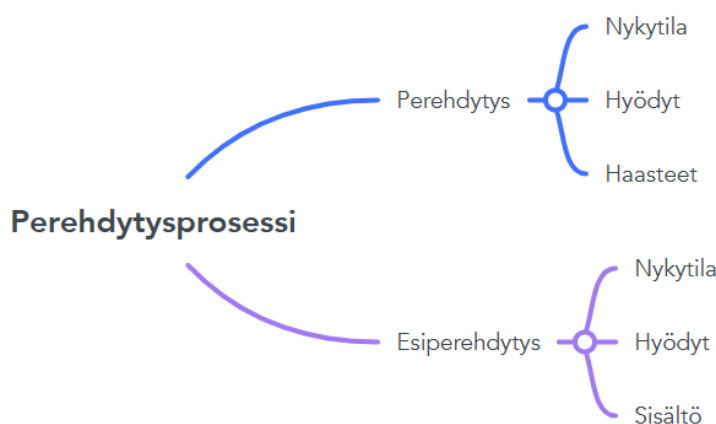 Perehdytysprosessi
Perehdytys
Nykytila
Hyödyt
Haasteet
Esiperehdytys
Nykytila
Hyödyt
Sisältö